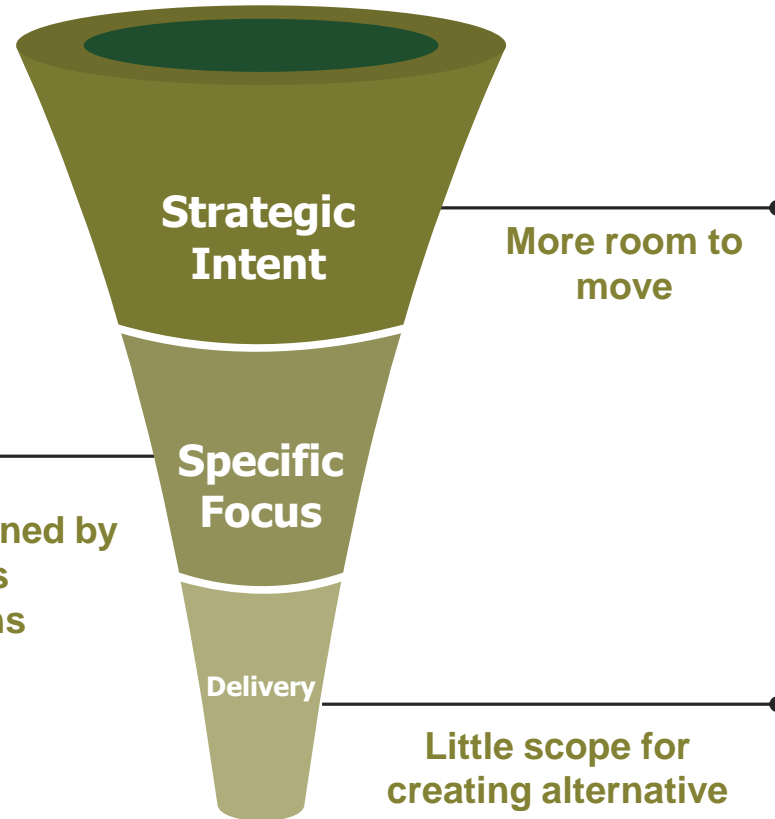 Strategic
Intent
More room to
move
Specific
Focus
by
Delivery
Little scope for
creating alternative